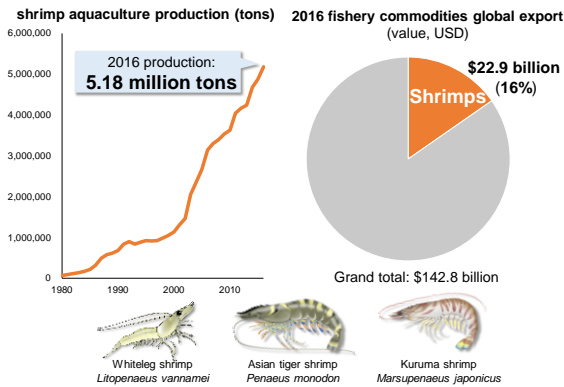 shrimp aquaculture production (tons)
6,000,000
5,000,000
4,000,000
3,000,000
2,000,000
1,000,000
0
1980
1990
2000
2010
2016 production:
5.18 million tons
2016 fishery commodities global export
(value, USD)
$22.9 billion
(16%)
Shrimps
Grand total: $142.8 billion
Whiteleg shrimp
Litopenaeus vannamei
Asian tiger shrimp
Penaeus monodon
Kuruma shrimp
Marsupenaeus japonicus